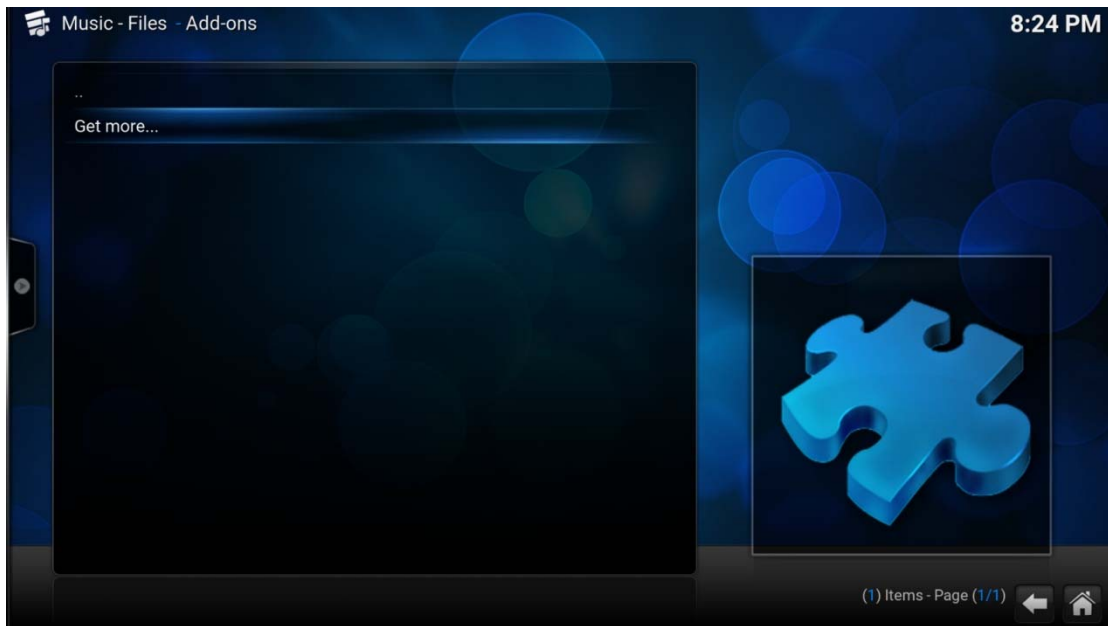 Music - Files - Add-ons
8:24 PM
..
Get more...
(1) Items - Page (1/1)